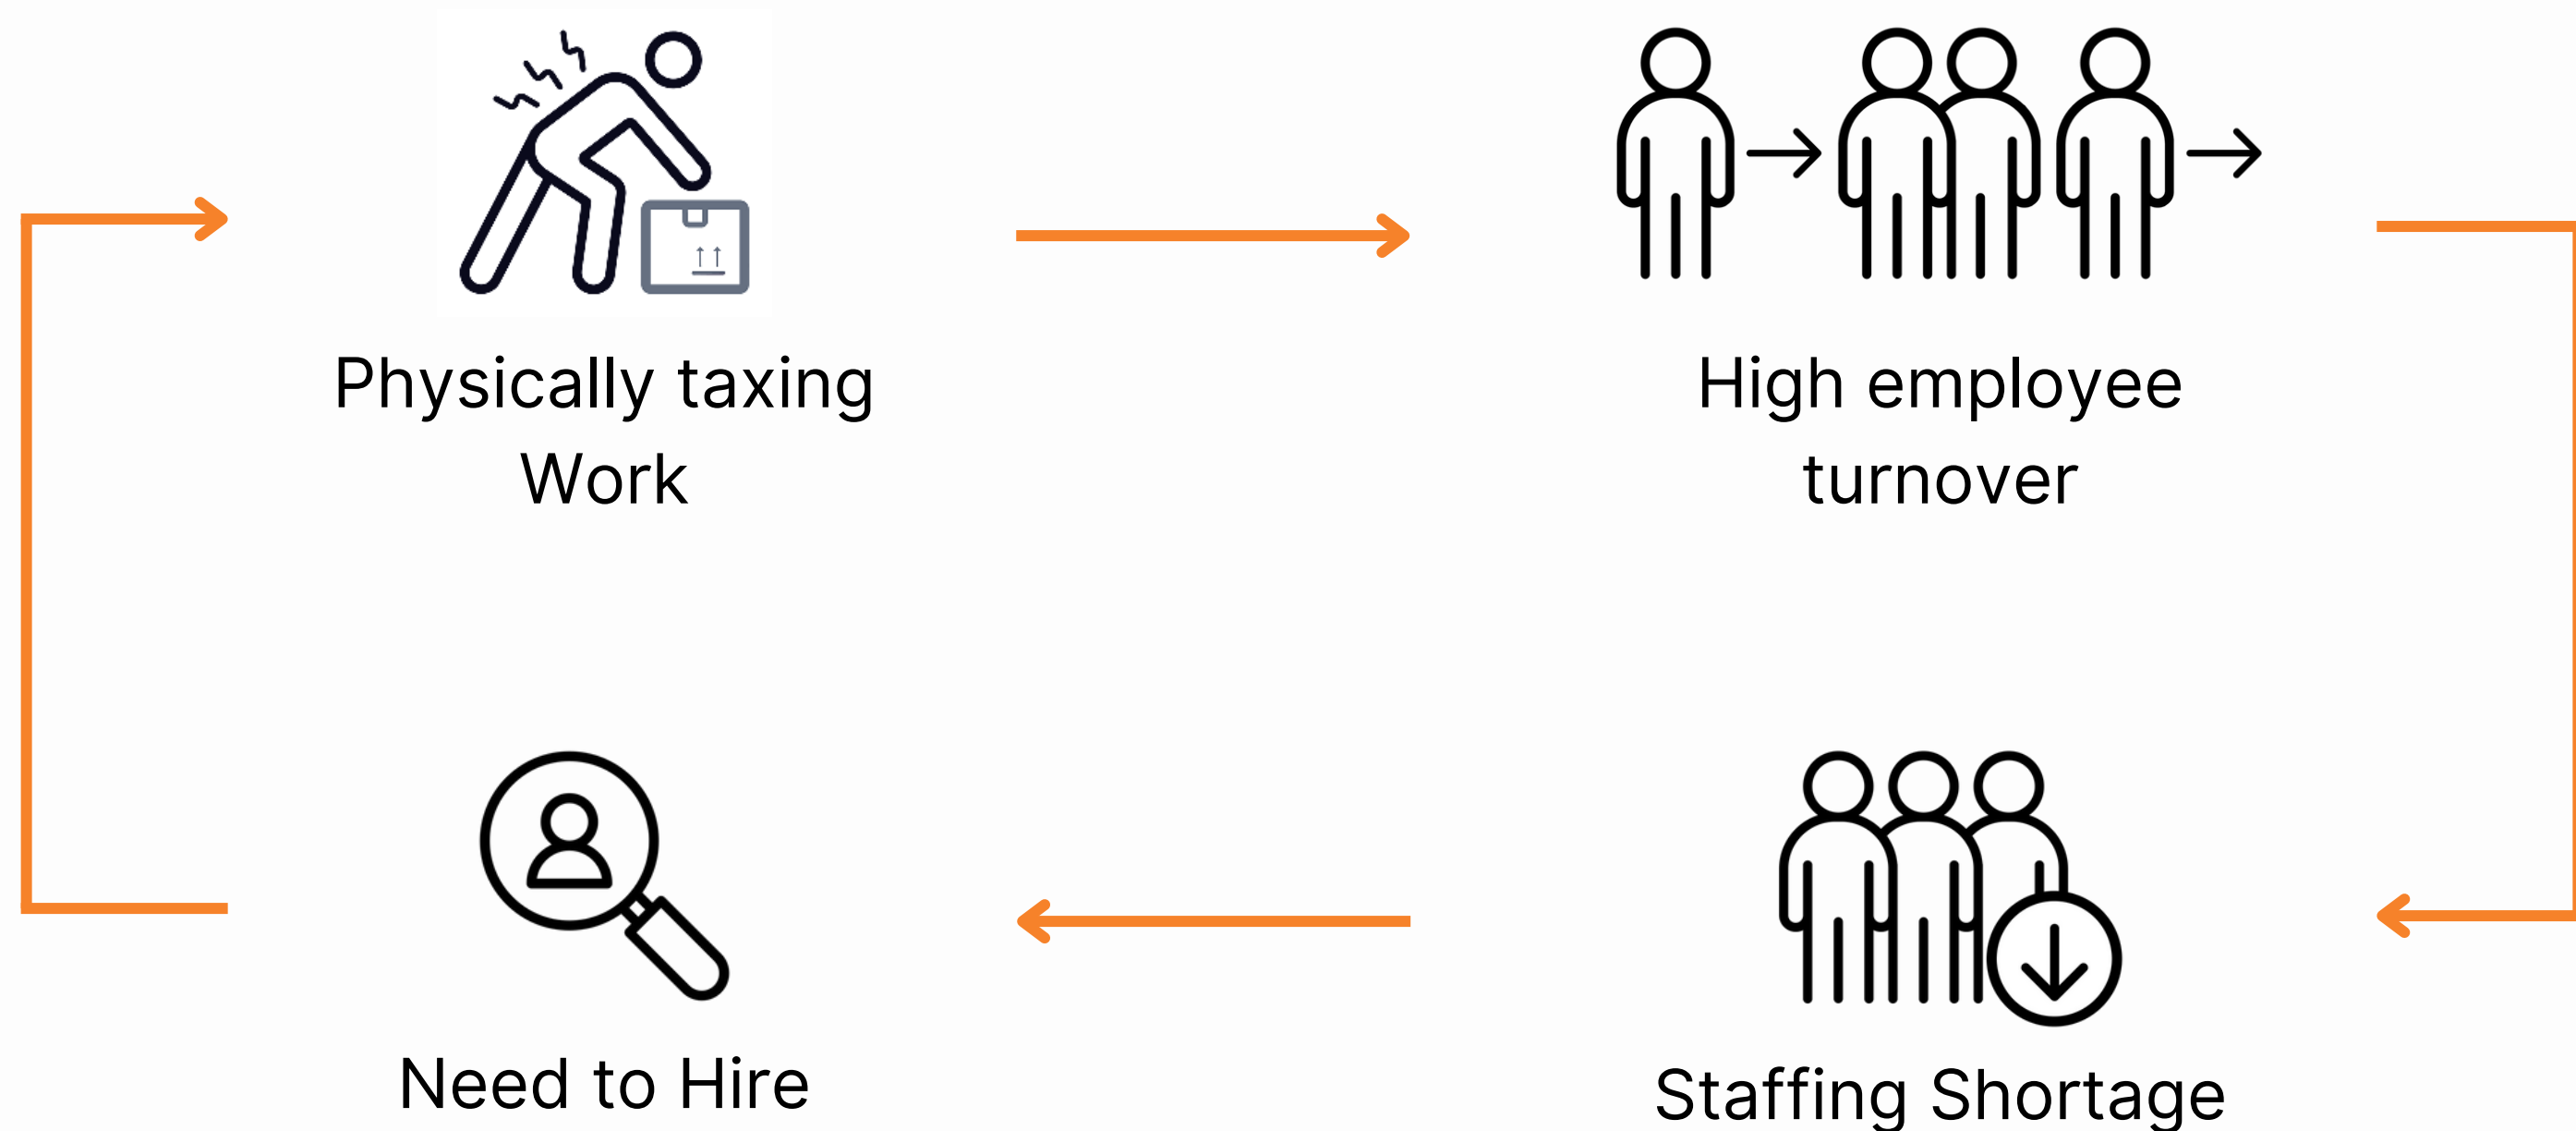 Physically taxing
Work
High employee
turnover
Need to Hire
Staffing Shortage